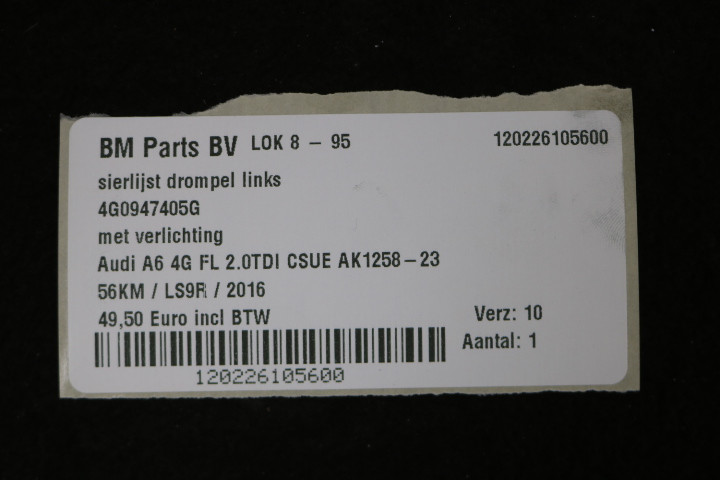 BM Parts BV LOK 8 - 95 120226105600
sierlijst drompel links
4G0947405G
met verlichting
Audi A6 4G FL 2.0TDI CSUE AK1258-23
56KM / LS9R / 2016
49,50 Euro incl BTW Verz: 10
Aantal: 1
120226105600